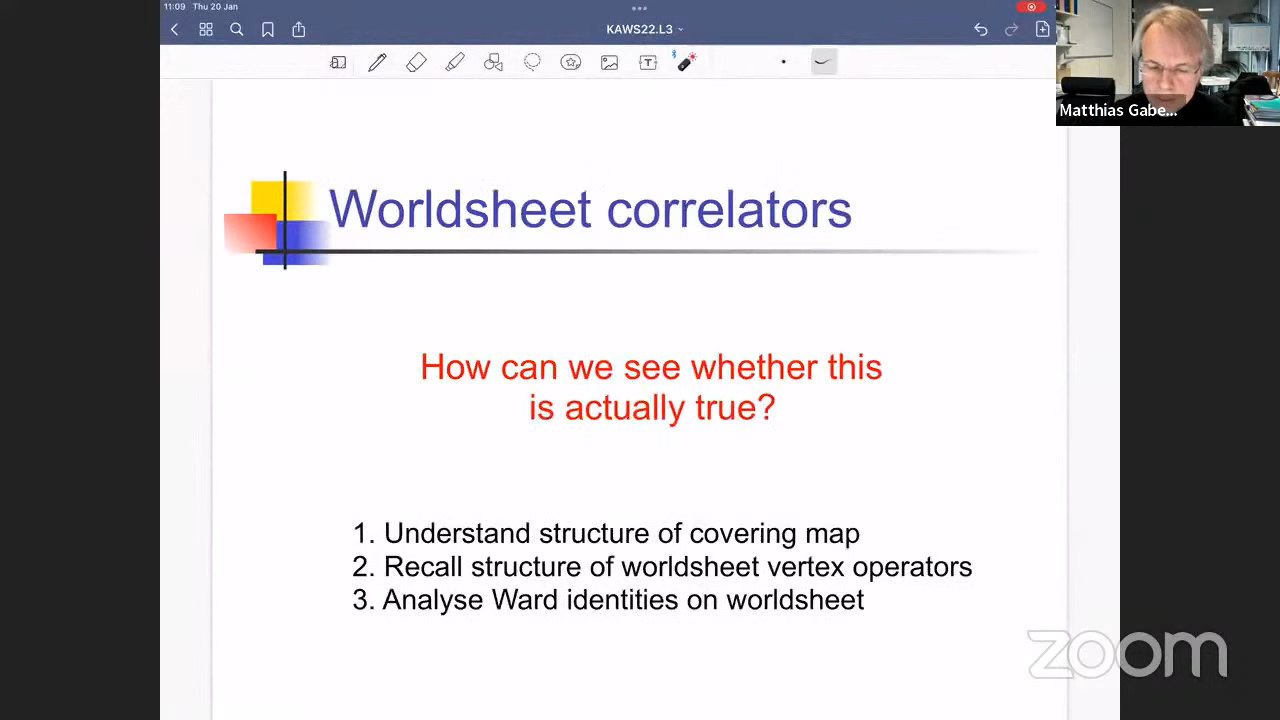 11:09 Thu 20 Jan
KAWS22.L3
T
Matthias Gabe...
Worldsheet correlators
How can we see whether this
is actually true?
1. Understand structure of covering map
2. Recall structure of worldsheet vertex operators
3. Analyse Ward identities on worldsheet
zoom